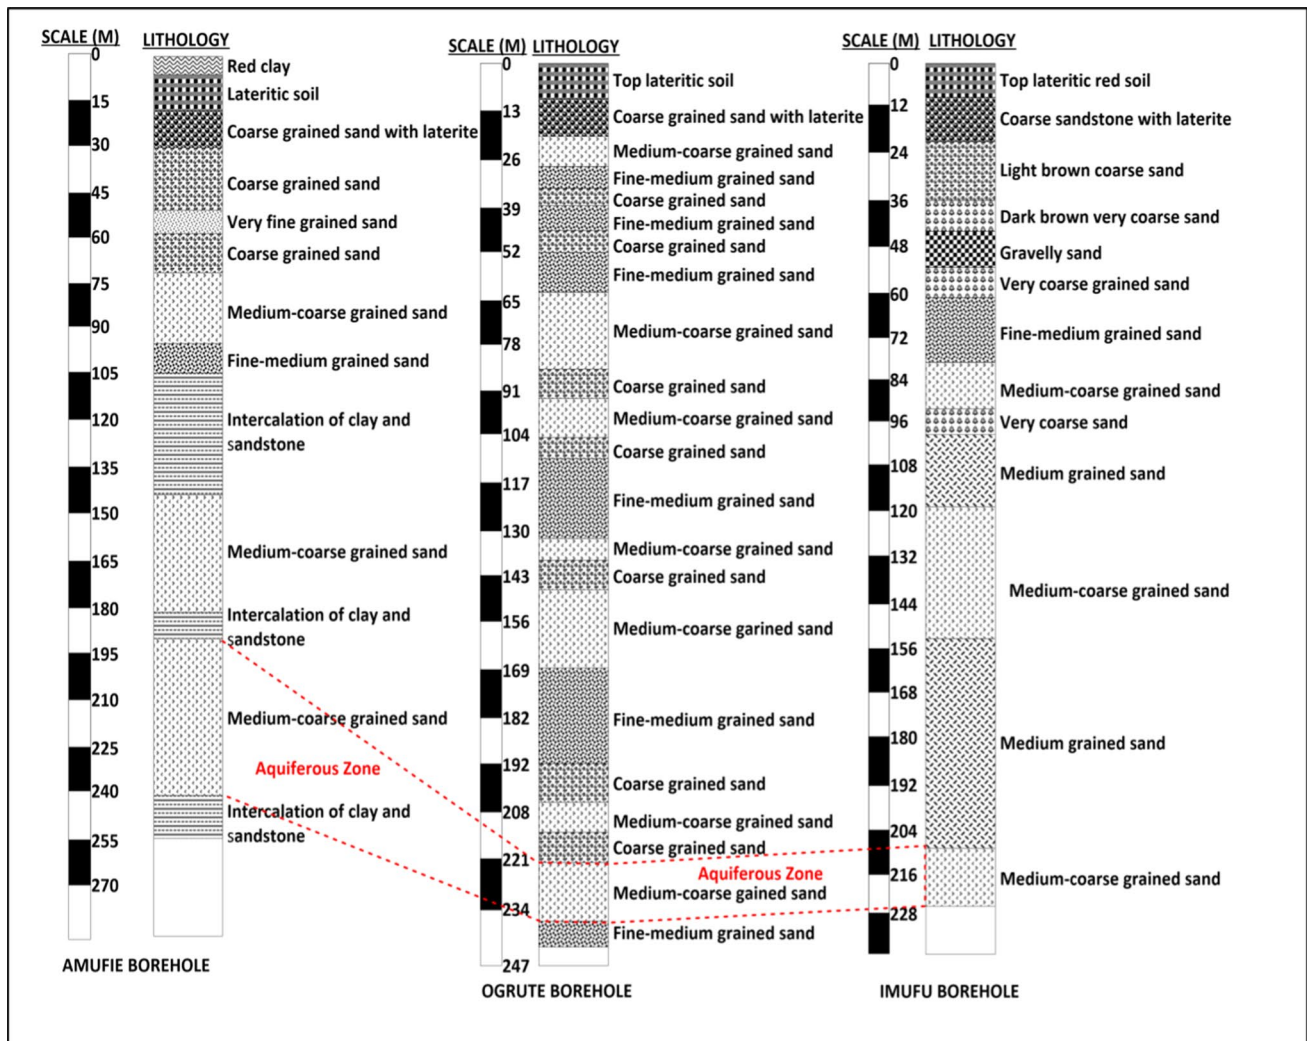 SCALE (M) LITHOLOGY
0
Red clay
Lateritic soil
15
Coarse grained sand with laterite
30
Coarse grained sand
45
Very fine grained sand
60
Coarse grained sand
75
Medium-coarse grained sand
90
Fine-medium grained sand
105
Intercalation of clay and
sandstone
120
135
150
Medium-coarse grained sand
165
180
Intercalation of clay and
sandstone
195
210
Medium-coarse grained sand
225
Aquiferous Zone
240
Intercalation of clay and
sandstone
255
270
AMUFIE BOREHOLE
SCALE (M) LITHOLOGY
0
Top lateritic soil
13
Coarse grained sand with laterite
Medium-coarse grained sand
26
Fine-medium grained sand
Coarse grained sand
39
Fine-medium grained sand
Coarse grained sand
52
Fine-medium grained sand
65
Medium-coarse grained sand
78
Coarse grained sand
91
Medium-coarse grained sand
104
Coarse grained sand
117
Fine-medium grained sand
130
Medium-coarse grained sand
143
Coarse grained sand
156
Medium-coarse garined sand
169
182
Fine-medium grained sand
192
Coarse grained sand
208
Medium-coarse grained sand
Coarse grained sand
221
Aquiferous Zone
Medium-coarse gained sand
234
Fine-medium grained sand
247
OGRUTE BOREHOLE
SCALE (M) LITHOLOGY
0
Top lateritic red soil
12
Coarse sandstone with laterite
24
Light brown coarse sand
36
Dark brown very coarse sand
48
Gravelly sand
Very coarse grained sand
60
Fine-medium grained sand
72
84
Medium-coarse grained sand
96
Very coarse sand
108
Medium grained sand
120
132
Medium-coarse grained sand
144
156
168
180
Medium grained sand
192
204
216
Medium-coarse grained sand
228
IMUFU BOREHOLE